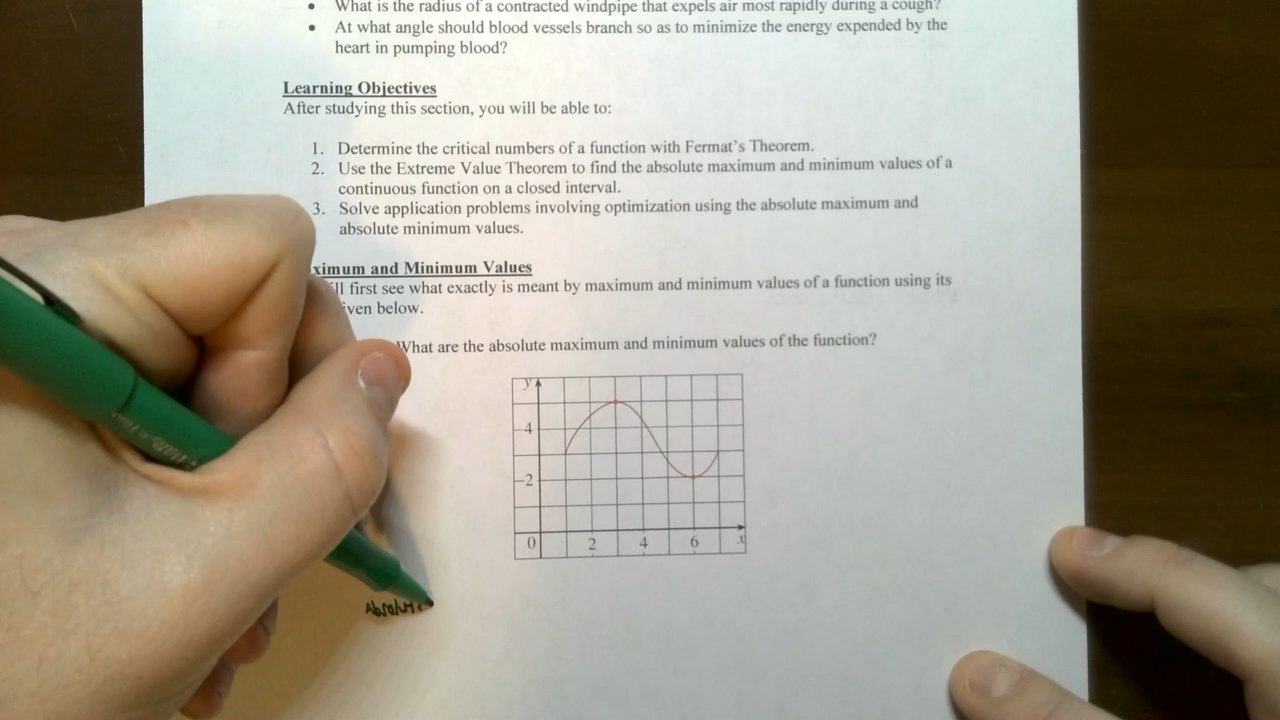 What is the radius of a contracted windpipe that expels air most rapidly during a cough?
At what angle should blood vessels branch so as to minimize the energy expended by the
heart in pumping blood?
Learning Objectives
After studying this section, you will be able to:
1. Determine the critical numbers of a function with Fermat's Theorem.
2. Use the Extreme Value Theorem to find the absolute maximum and minimum values of a
continuous function on a closed interval.
3. Solve application problems involving optimization using the absolute maximum and
absolute minimum values.
ximum and Minimum Values
ll first see what exactly is meant by maximum and minimum values of a function using its
iven below.
What are the absolute maximum and minimum values of the function?
y
4
2
0 2 4 6 x
Absolute